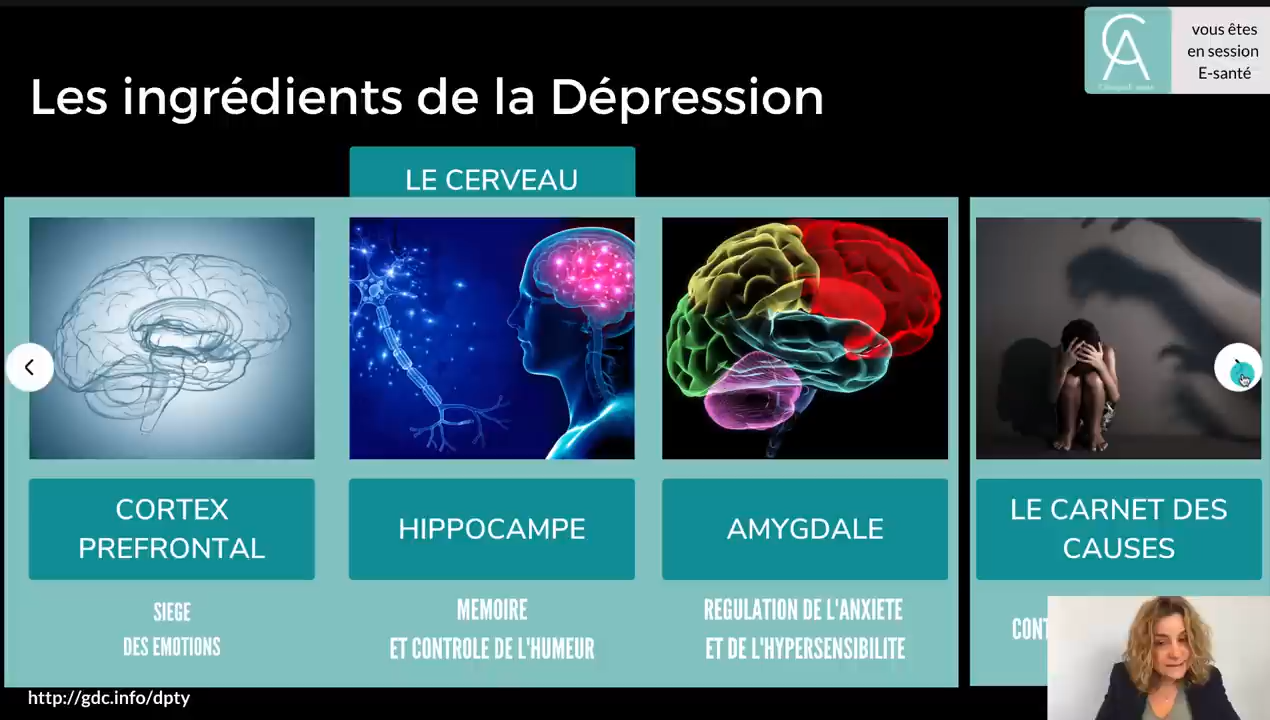 vous êtes
en session
E-santé
CA
Les ingrédients de la Dépression
LE CERVEAU
CORTEX
PREFRONTAL
HIPPOCAMPE
AMYGDALE
LE CARNET DES
CAUSES
SIEGE
DES EMOTIONS
MEMOIRE
ET CONTROLE DE L'HUMEUR
REGULATION DE L'ANXIETE
ET DE L'HYPERSENSIBILITE
CONT
http://gdc.info/dpty